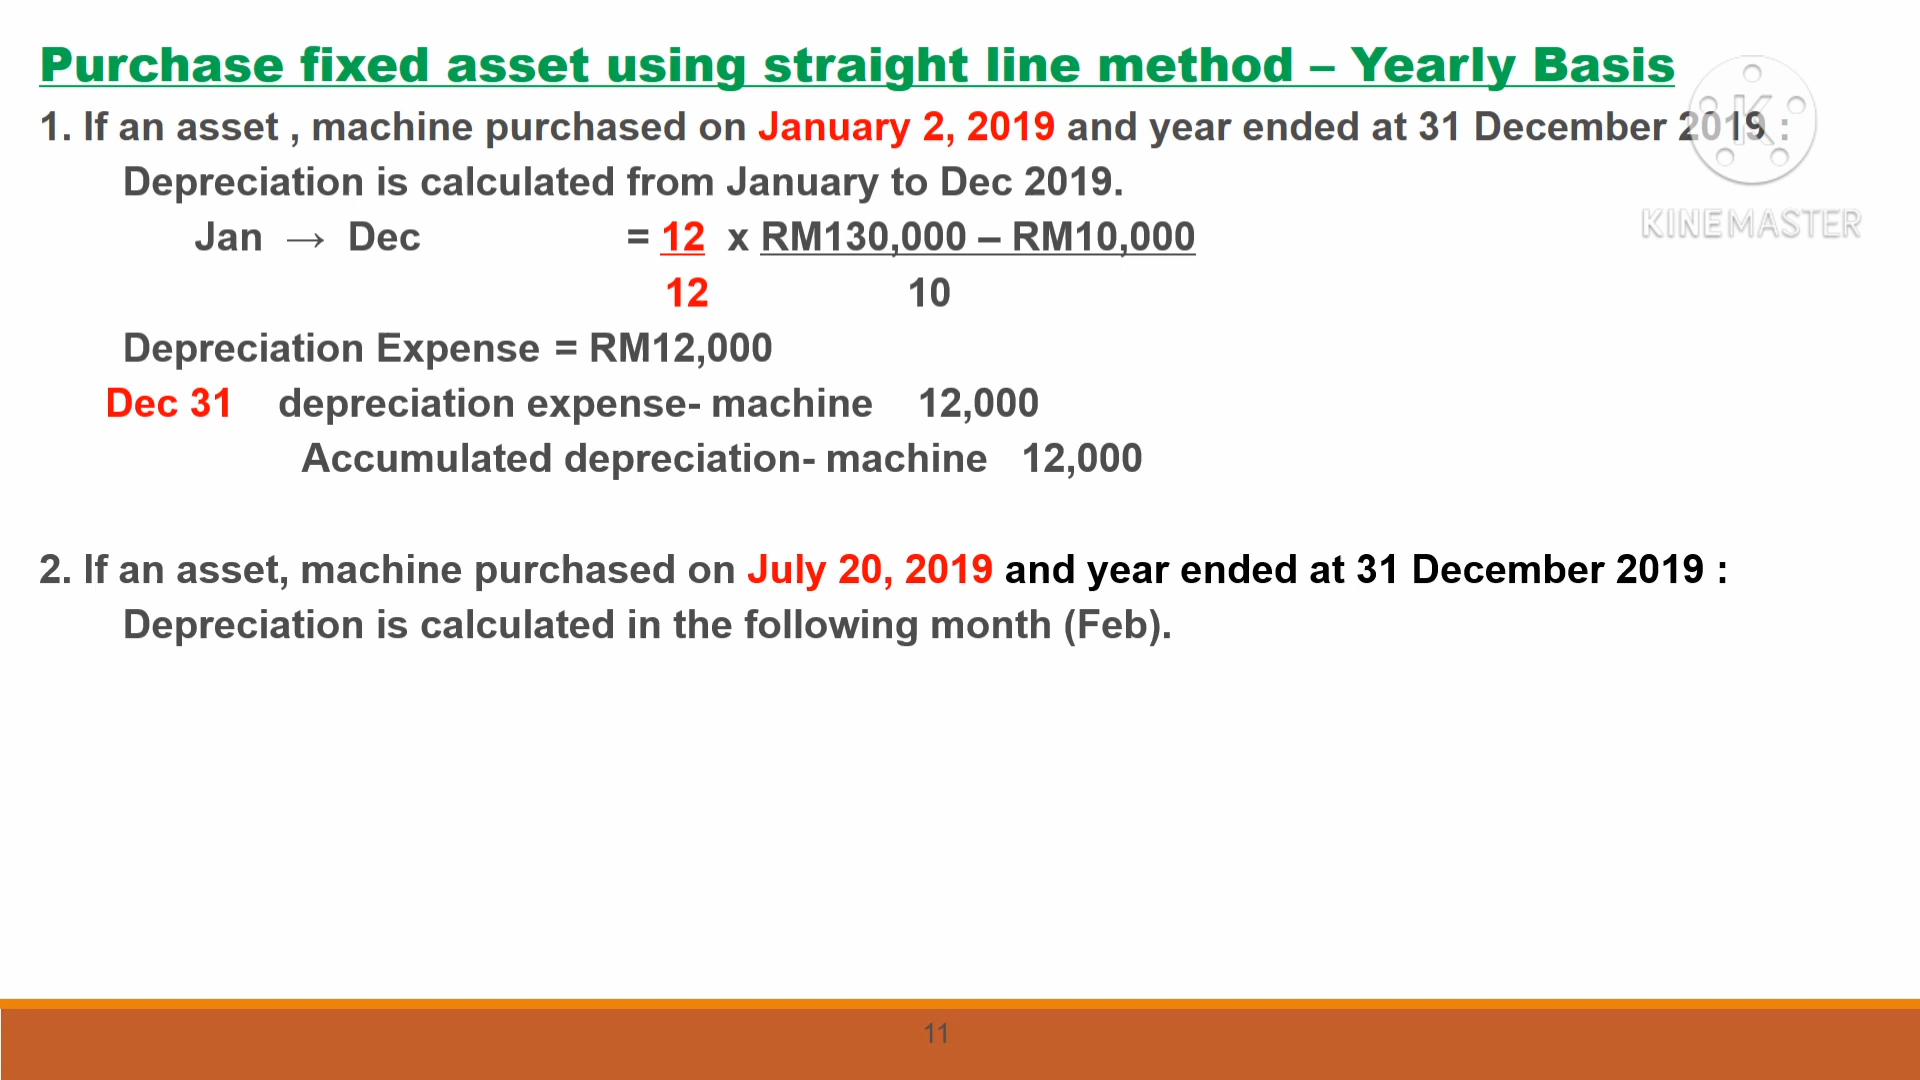 Purchase fixed asset using straight line method – Yearly Basis
1. If an asset , machine purchased on January 2, 2019 and year ended at 31 December 2019 :
Depreciation is calculated from January to Dec 2019.
Jan → Dec = 12 x RM130,000 – RM10,000
12 10
Depreciation Expense = RM12,000
Dec 31 depreciation expense- machine 12,000
Accumulated depreciation- machine 12,000
2. If an asset, machine purchased on July 20, 2019 and year ended at 31 December 2019 :
Depreciation is calculated in the following month (Feb).
K
KINEMASTER
11